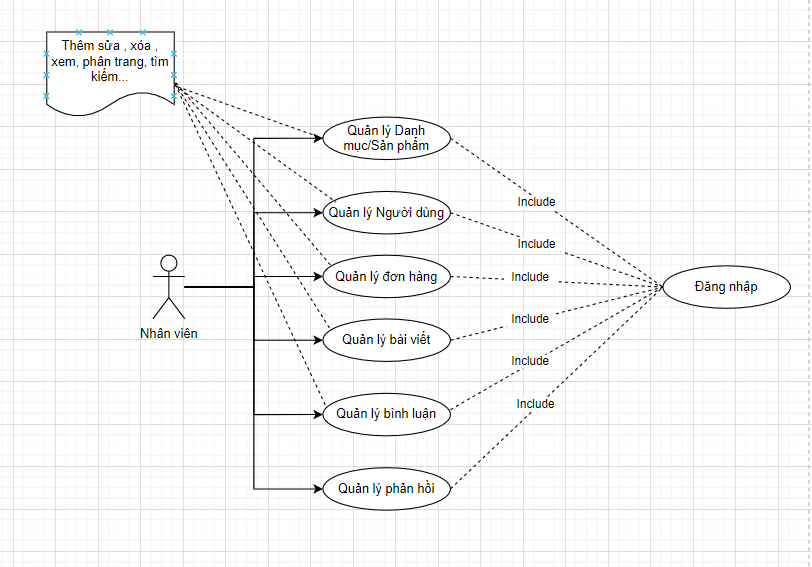 Thêm sửa , xóa ,
xem, phân trang, tìm
kiếm...
Quản lý Danh
mục/Sản phẩm
Include
Quản lý Người dùng
Include
Quản lý đơn hàng
Include
Đăng nhập
Nhân viên
Quản lý bài viết
Include
Include
Quản lý bình luận
Include
Quản lý phản hồi